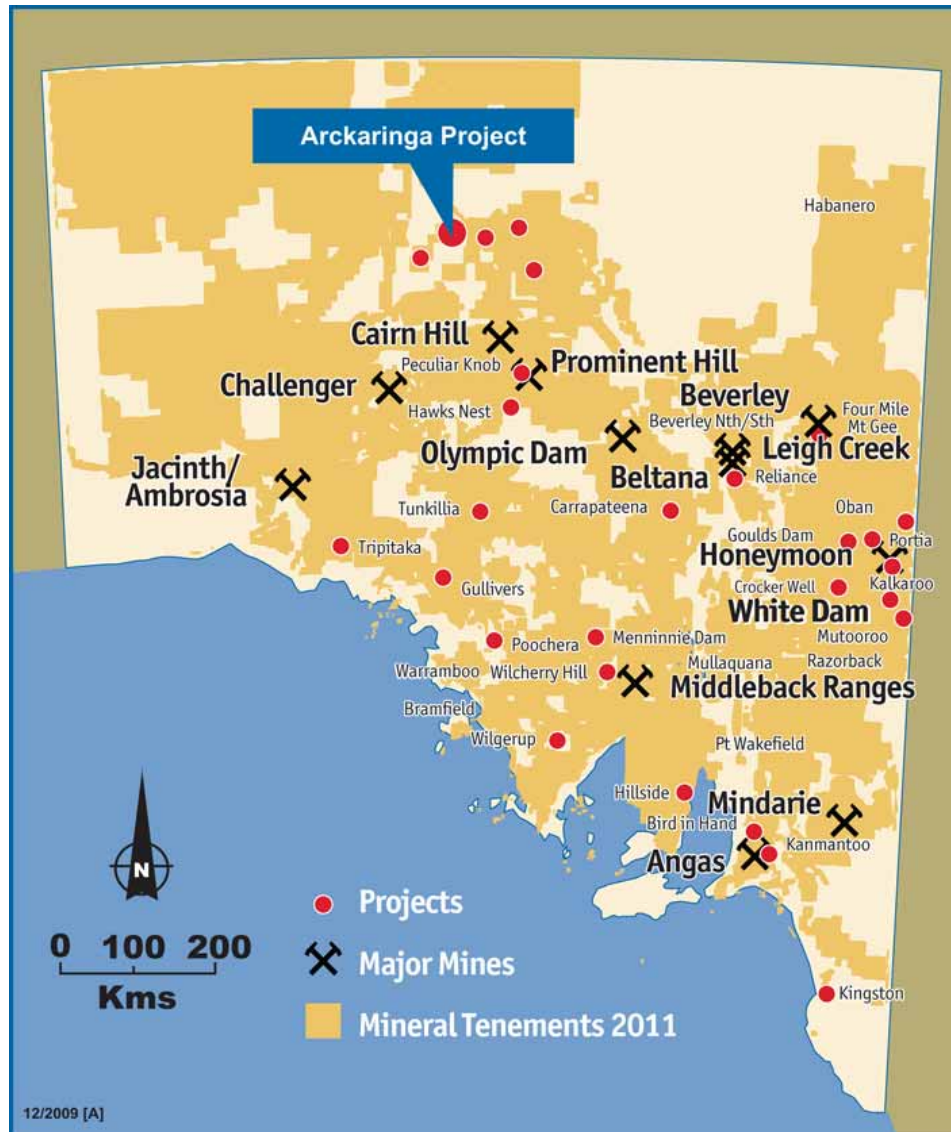 Arckaringa Project
Habanero
Cairn Hill
Peculiar Knob
Prominent Hill
Challenger
Hawks Nest
Beverley
Beverley Nth/Sth
Four Mile
Mt Gee
Olympic Dam
Leigh Creek
Jacinth/
Ambrosia
Beltana
Reliance
Tunkillia
Carrapateena
Oban
Tripitaka
Goulds Dam
Portia
Honeymoon
Gullivers
Crocker Well
Kalkaroo
White Dam
Poochera
Menninnie Dam
Mutooroo
Warramboo
Wilcherry Hill
Mullaquana
Razorback
Middleback Ranges
Bramfield
Wilgerup
Pt Wakefield
Hillside
Mindarie
Bird in Hand
Kanmantoo
Angas
N
Projects
0 100 200
Kms
Major Mines
Kingston
Mineral Tenements 2011
12/2009 [A]